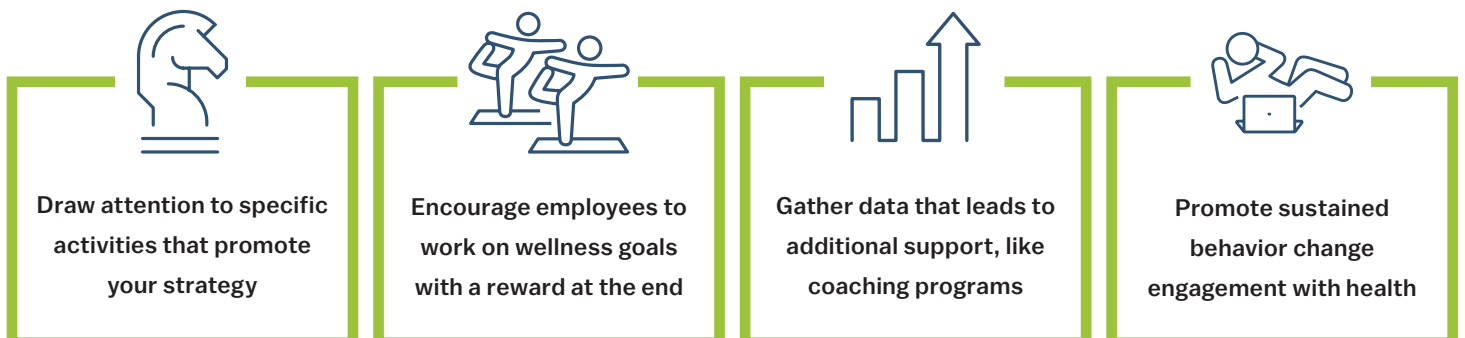 Draw attention to specific
activities that promote
your strategy
Encourage employees to
work on wellness goals
with a reward at the end
Gather data that leads to
additional support, like
coaching programs
Promote sustained
behavior change
engagement with health